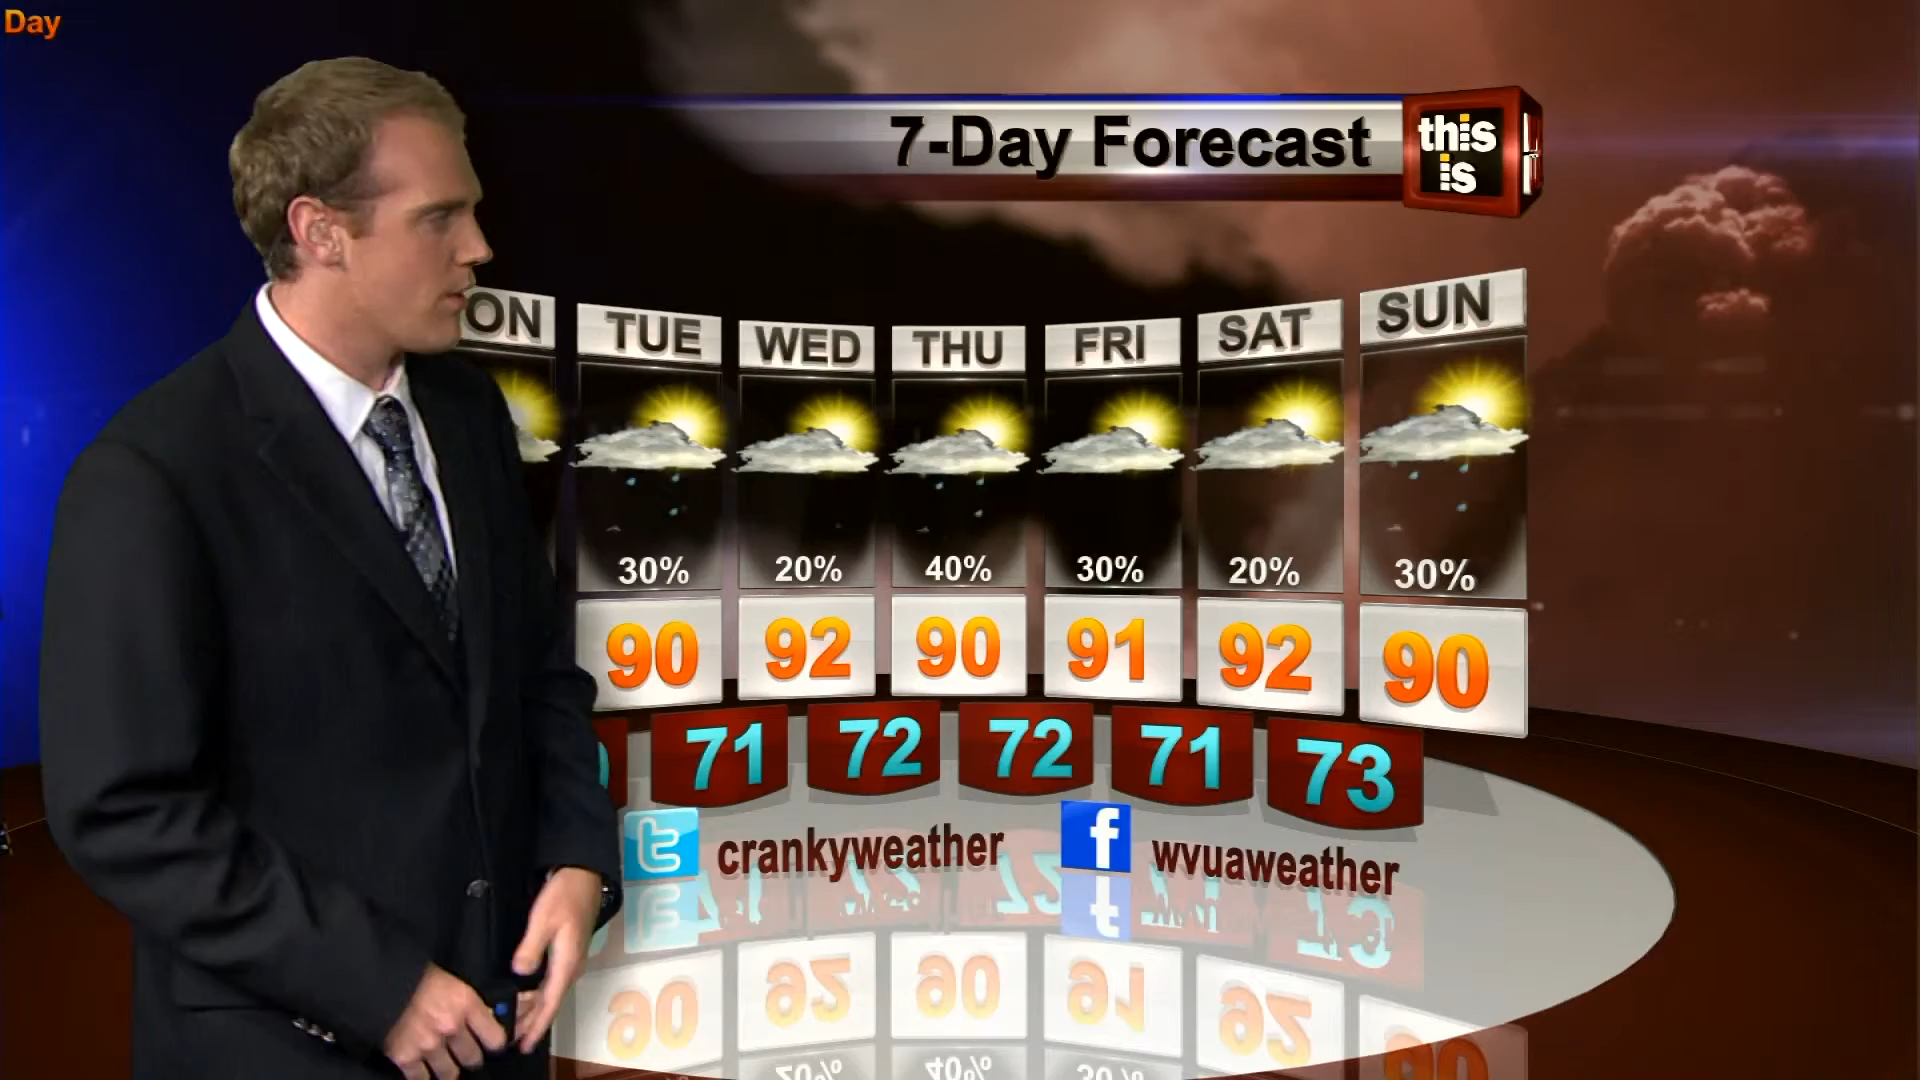 Day
7-Day Forecast
this
is
ON TUE WED THU FRI SAT SUN
30% 20% 40% 30% 20% 30%
90 92 90 91 92 90
71 72 72 71 73
t crankyweather f wvuaweather